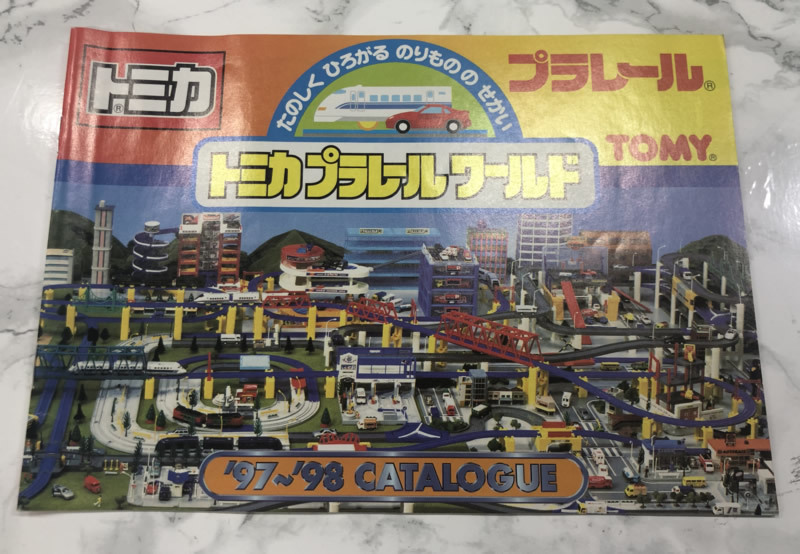 トミカ®
たのしく ひろがる のりものの せかい
プラレール®
TOMY®
トミカプラレールワールド
'97~'98 CATALOGUE